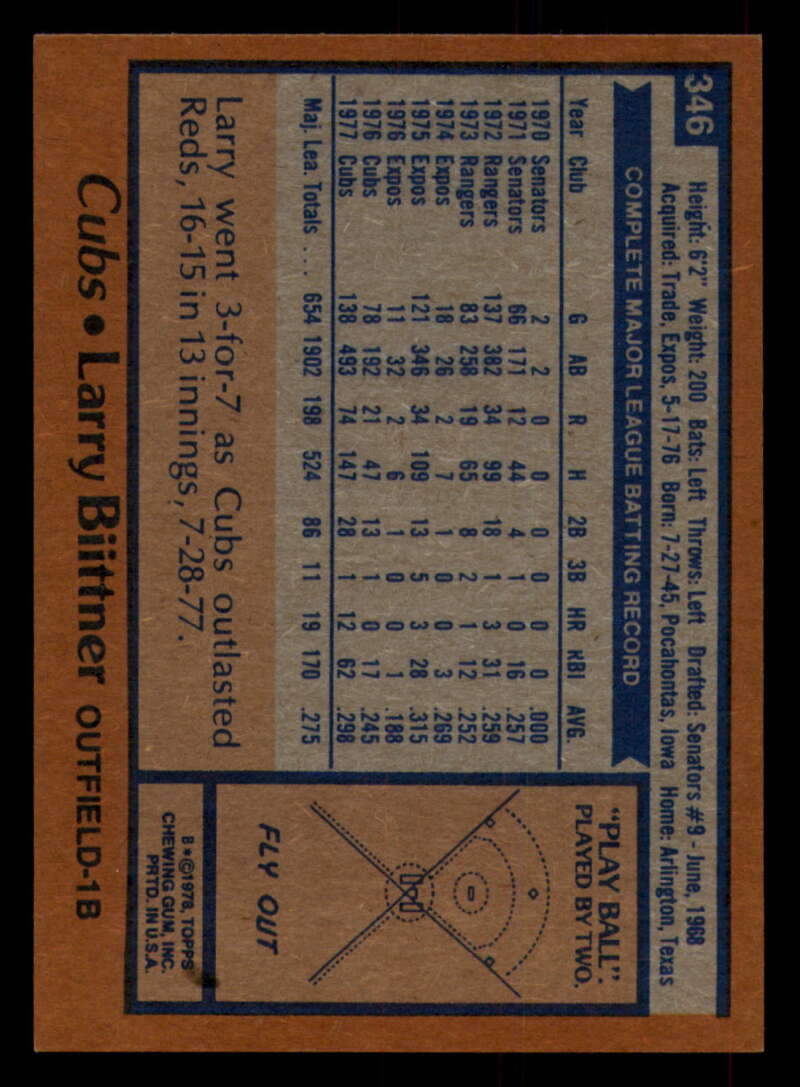 346
Height: 6'2" Weight: 200 Bats: Left Throws: Left Drafted: Senators #9 - June, 1968
Acquired: Trade, Expos, 5-17-76 Born: 7-27-45, Pocahontas, Iowa Home: Arlington, Texas
COMPLETE MAJOR LEAGUE BATTING RECORD
Year Club G AB R H 2B 3B HR RBI AVG.
1970 Senators 2 2 0 0 0 0 0 0 .000
1971 Senators 66 171 12 44 4 1 0 16 .257
1972 Rangers 137 382 34 99 18 1 3 31 .259
1973 Rangers 83 258 19 65 8 2 1 12 .252
1974 Expos 18 26 2 7 1 0 0 3 .269
1975 Expos 121 346 34 109 13 5 3 28 .315
1976 Expos 11 32 2 6 1 0 0 1 .188
1976 Cubs 78 192 21 47 13 1 0 17 .245
1977 Cubs 138 493 74 147 28 1 12 62 .298
Maj. Lea. Totals ... 654 1902 198 524 86 11 19 170 .275
Larry went 3-for-7 as Cubs outlasted
Reds, 16-15 in 13 innings, 7-28-77.
"PLAY BALL".
PLAYED BY TWO.
FLY OUT
B*©1978, TOPPS
CHEWING GUM, INC.
PRTD. IN U.S.A.
Cubs • Larry Biittner OUTFIELD-1B